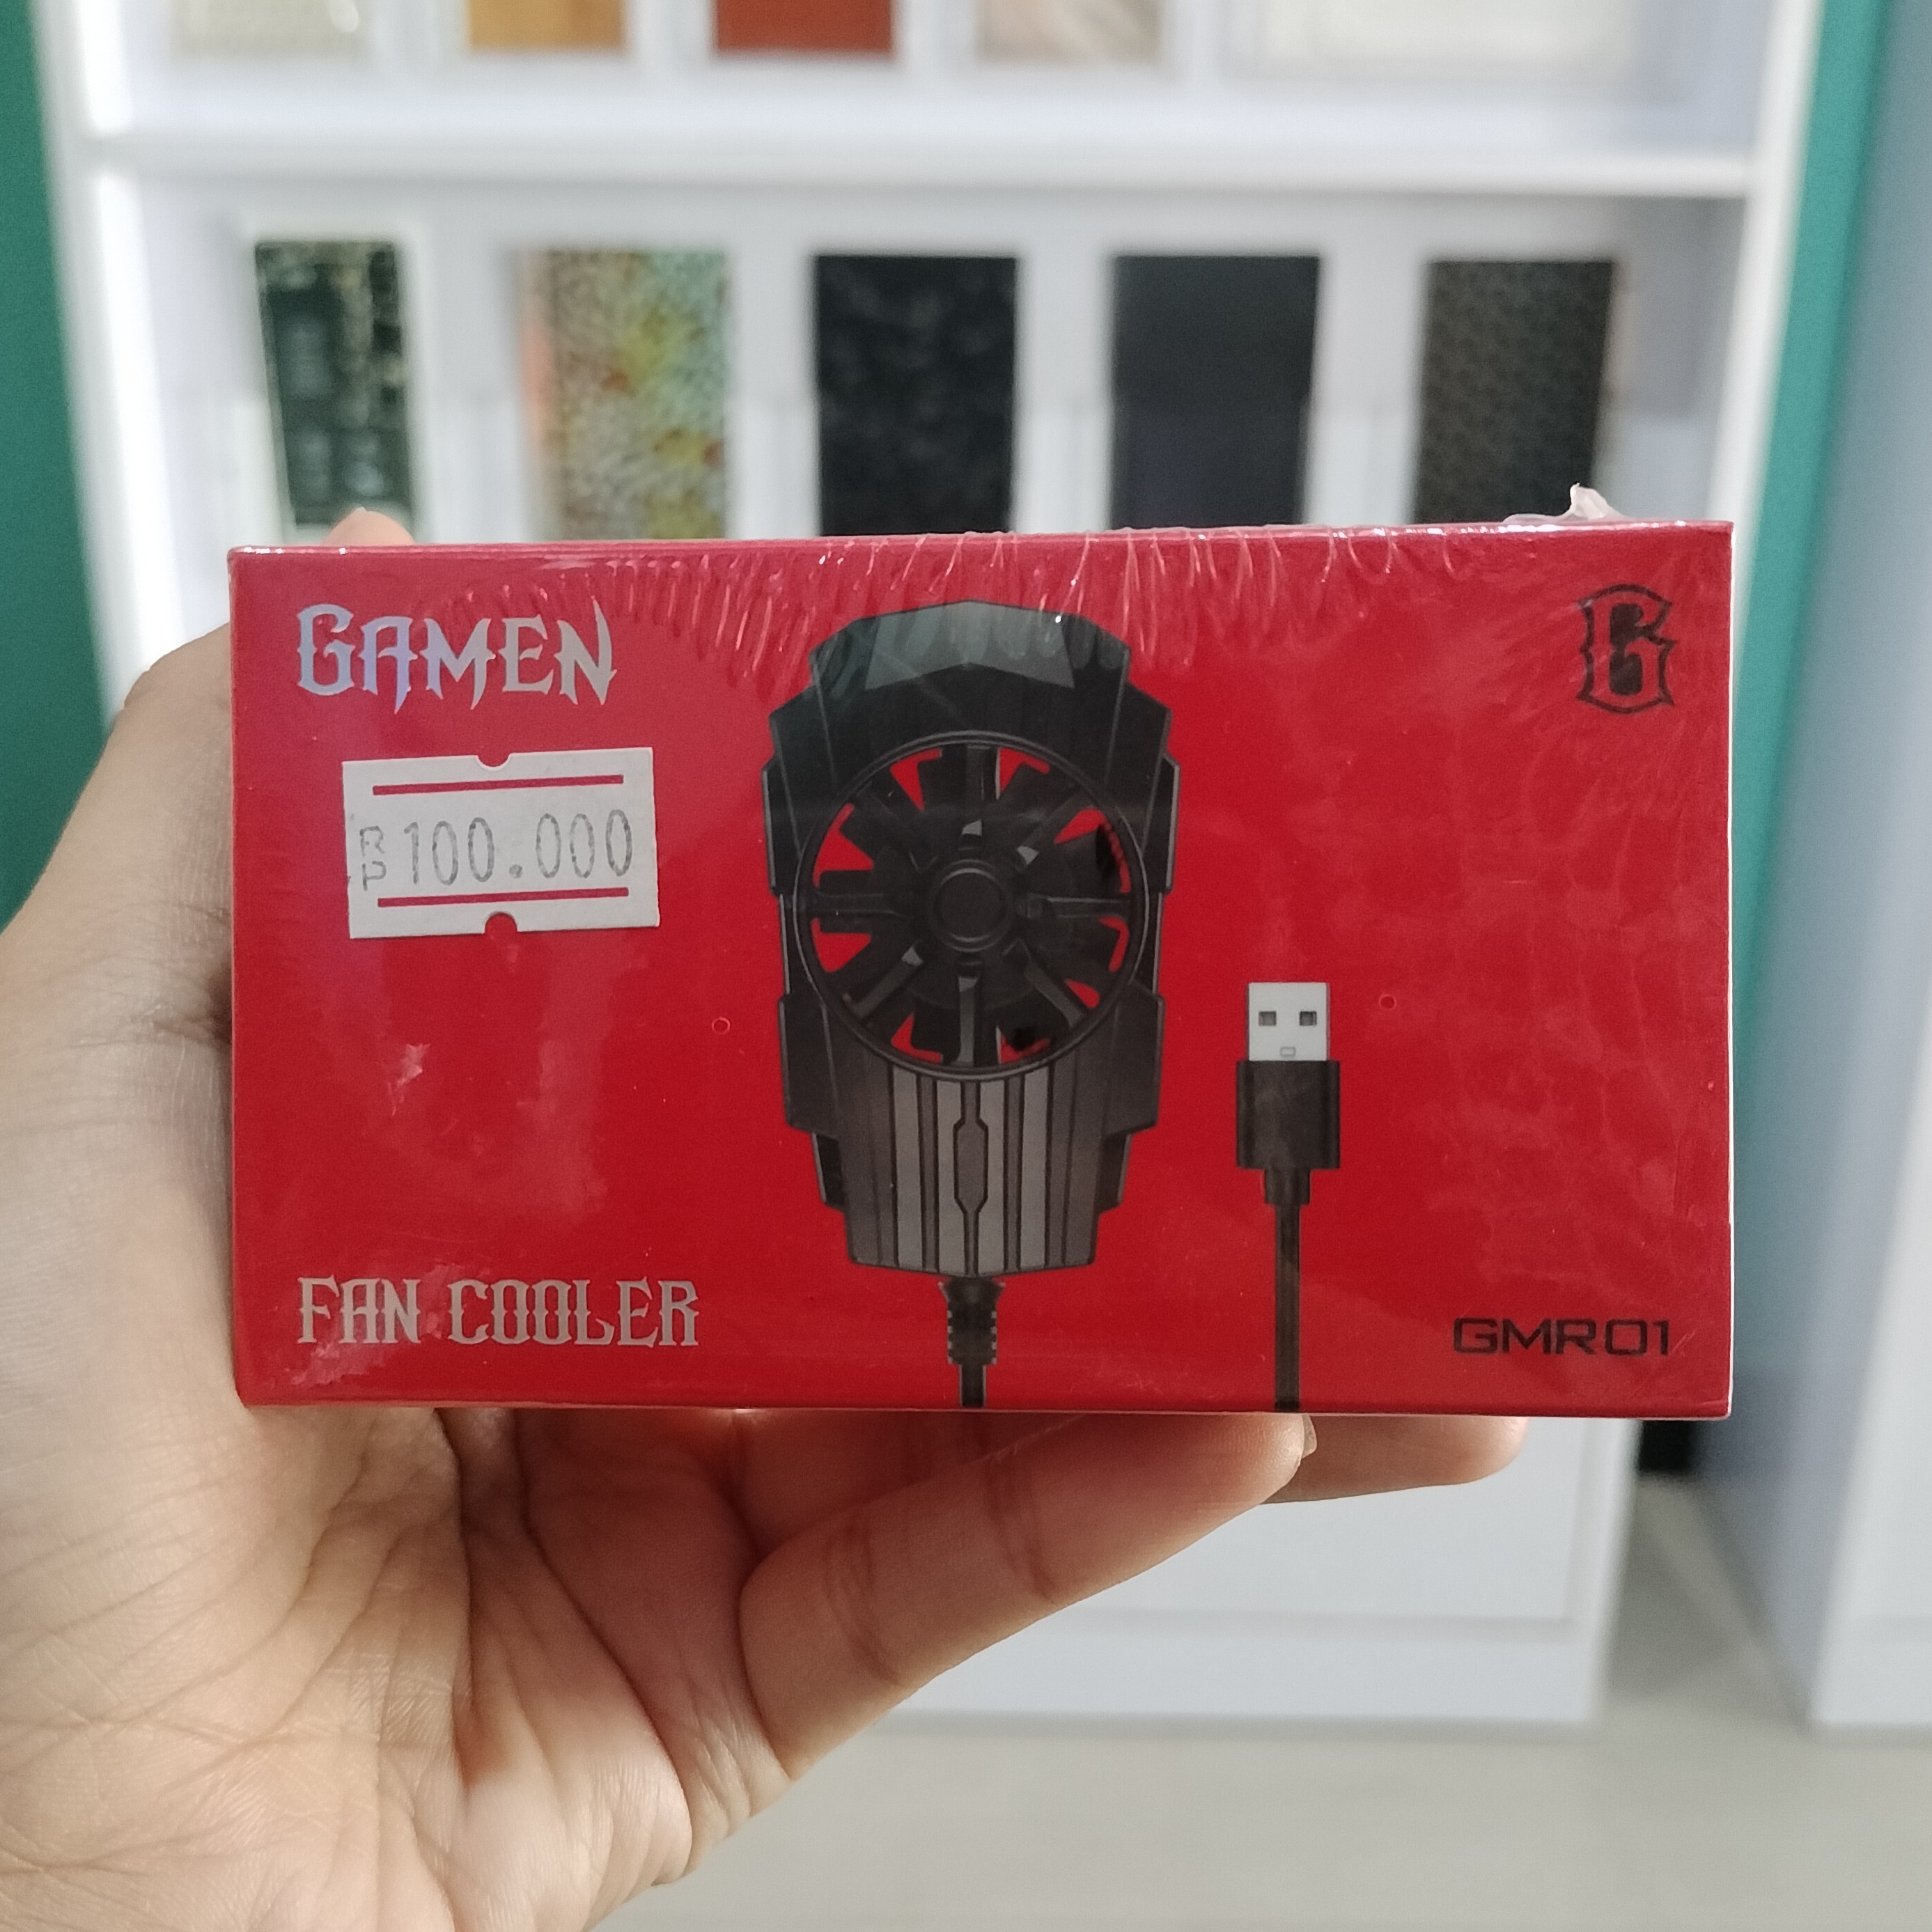 GAMEN
G
RP 100.000
FAN COOLER
GMR01